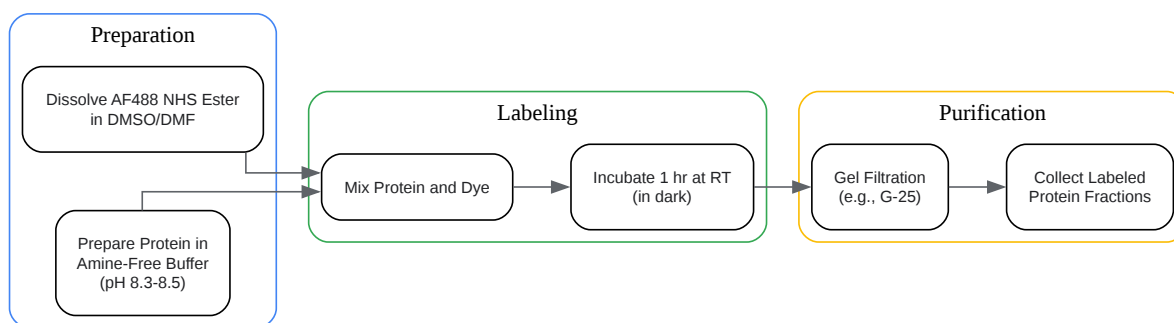 Preparation
Dissolve AF488 NHS Ester
in DMSO/DMF
Prepare Protein in
Amine-Free Buffer
(pH 8.3-8.5)
Labeling
Mix Protein and Dye
Incubate 1 hr at RT
(in dark)
Purification
Gel Filtration
(e.g., G-25)
Collect Labeled
Protein Fractions